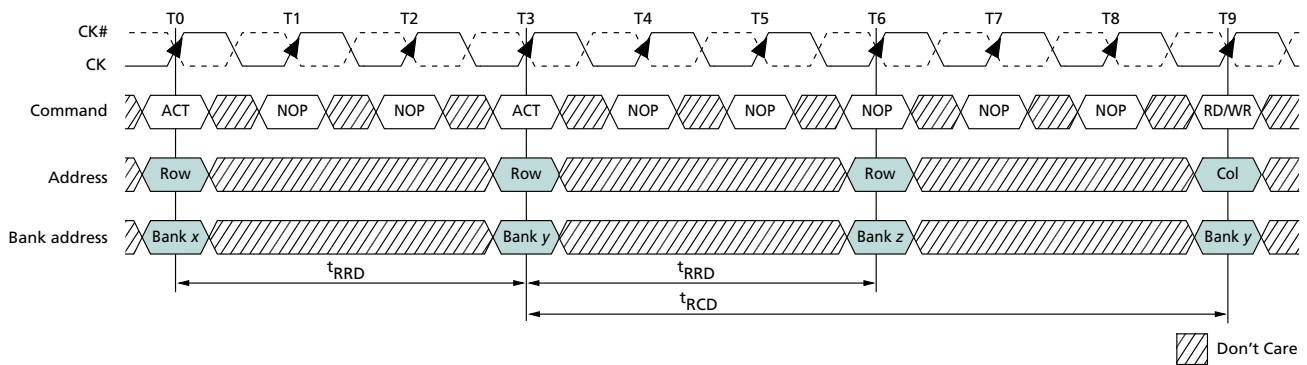 T0 T1 T2 T3 T4 T5 T6 T7 T8 T9
CK#
CK
Command ACT NOP NOP ACT NOP NOP NOP NOP NOP RD/WR
Address Row Row Row Col
Bank address Bank x Bank y Bank z Bank y
tRRD tRRD
tRCD
Don't Care